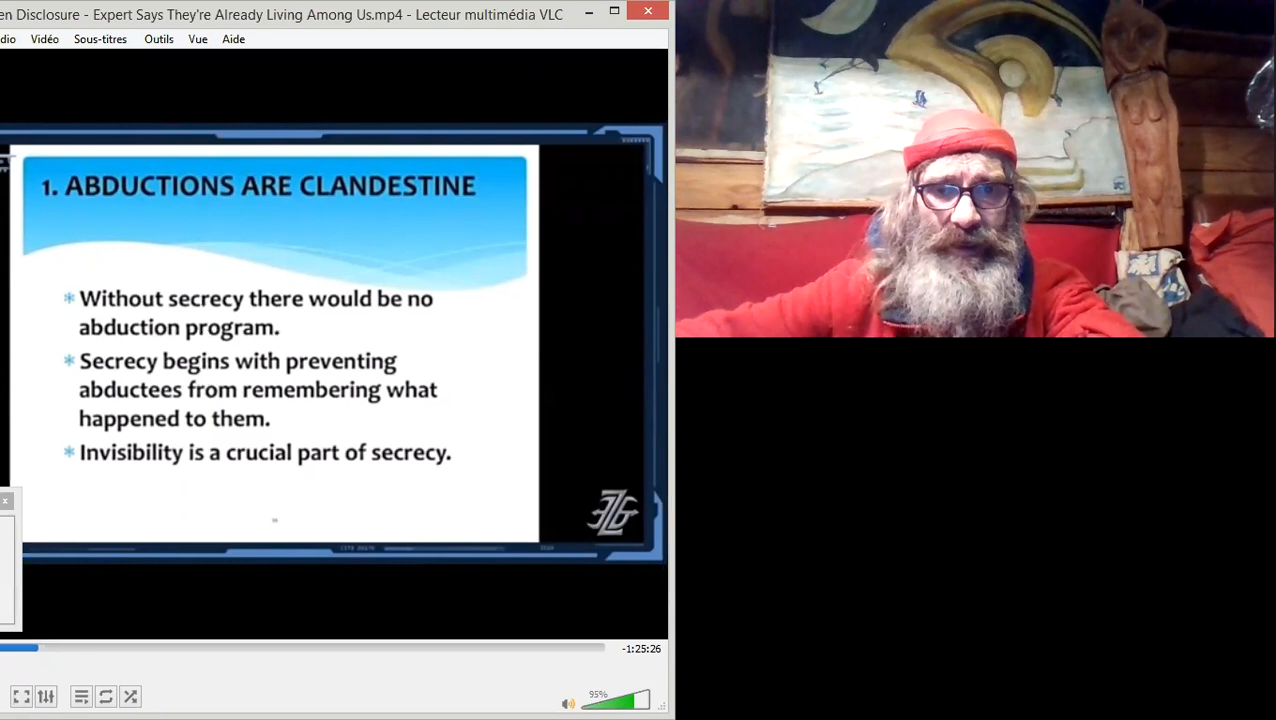 en Disclosure - Expert Says They're Already Living Among Us.mp4 - Lecteur multimédia VLC
dio Vidéo Sous-titres Outils Vue Aide
1. ABDUCTIONS ARE CLANDESTINE
* Without secrecy there would be no
abduction program.
* Secrecy begins with preventing
abductees from remembering what
happened to them.
* Invisibility is a crucial part of secrecy.
-1:25:26
95%